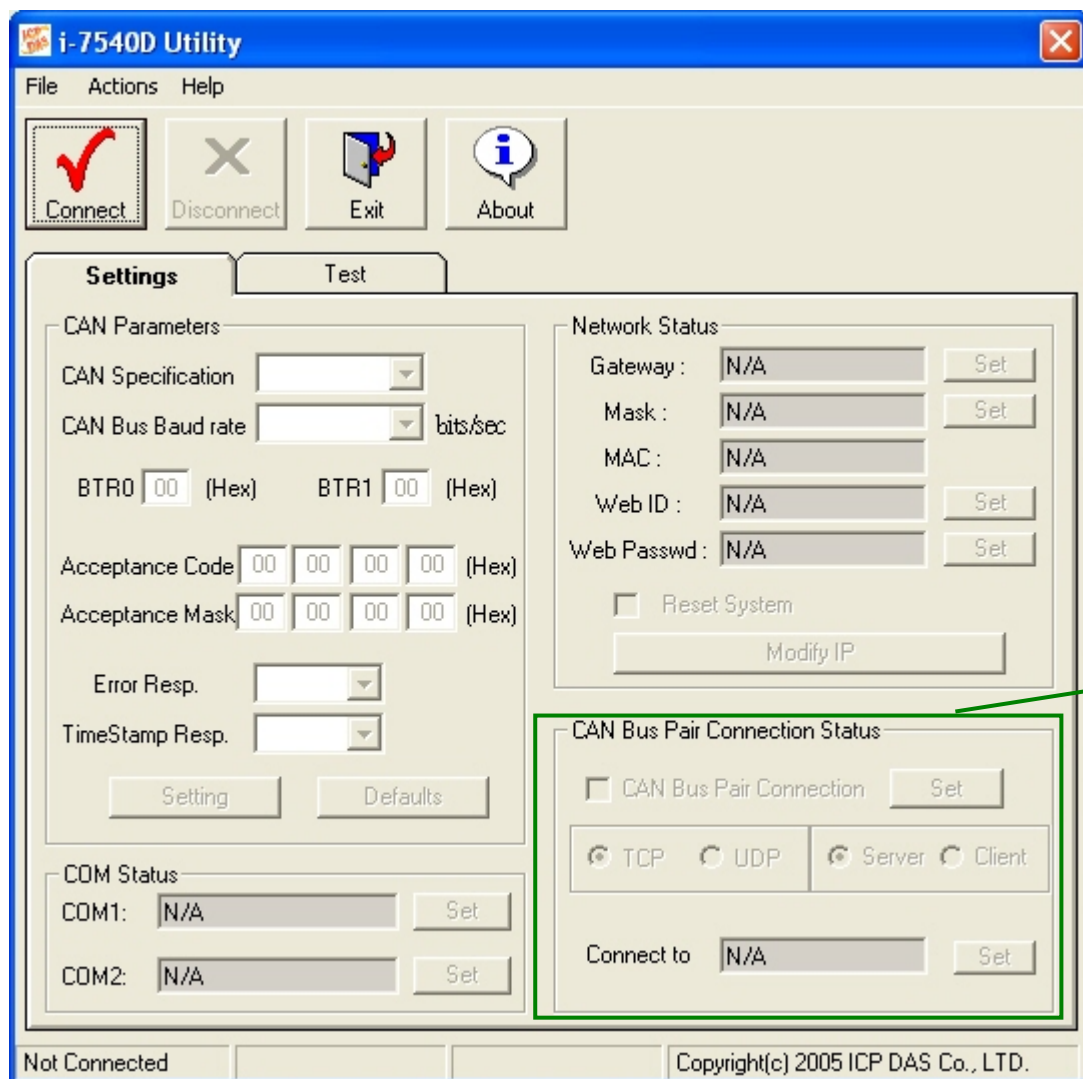 ICP DAS i-7540D Utility
File Actions Help
Connect Disconnect Exit About
Settings Test
CAN Parameters
CAN Specification
CAN Bus Baud rate bits/sec
BTR0 00 (Hex) BTR1 00 (Hex)
Acceptance Code 00 00 00 00 (Hex)
Acceptance Mask 00 00 00 00 (Hex)
Error Resp.
TimeStamp Resp.
Setting Defaults
COM Status
COM1: N/A Set
COM2: N/A Set
Network Status
Gateway : N/A Set
Mask : N/A Set
MAC : N/A
Web ID : N/A Set
Web Passwd : N/A Set
Reset System
Modify IP
CAN Bus Pair Connection Status
CAN Bus Pair Connection Set
TCP UDP Server Client
Connect to N/A Set
Not Connected Copyright(c) 2005 ICP DAS Co., LTD.